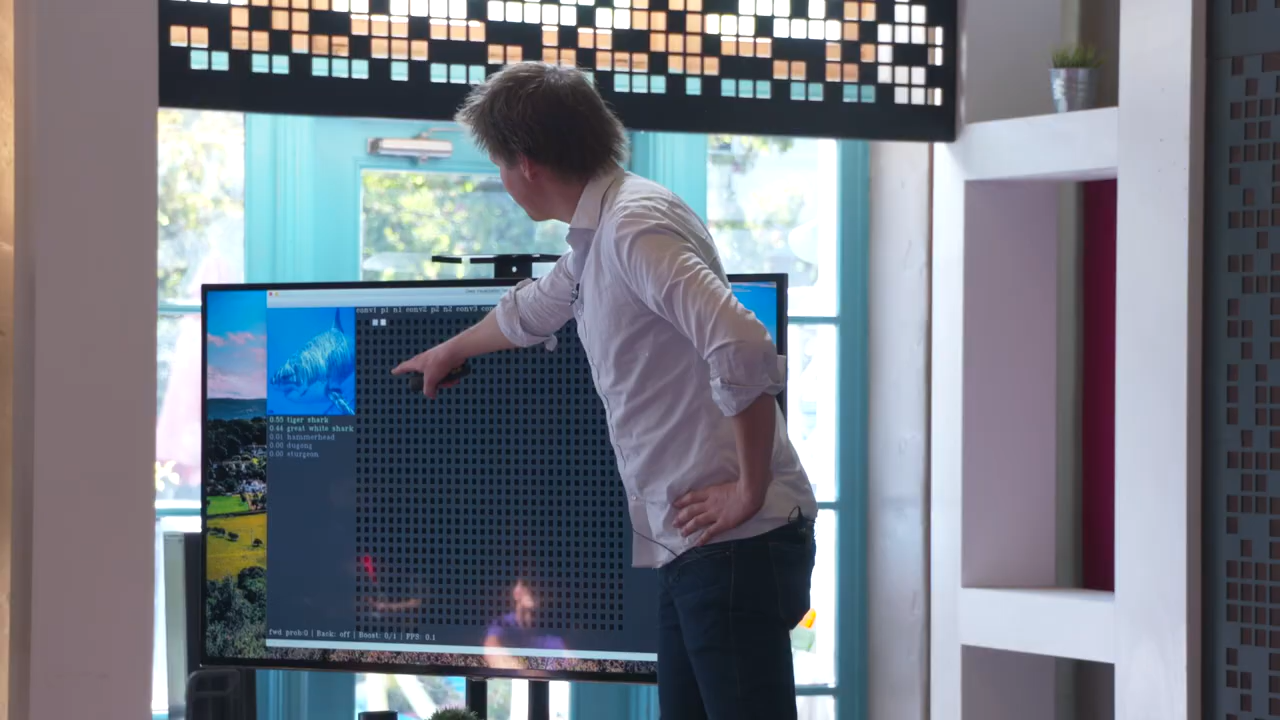 conv1 p1 n1 conv2 p2 n2 conv3
0.55 tiger shark
0.44 great white shark
0.01 hammerhead
0.00 dugong
0.00 sturgeon
fwd prob:0 | Back: off | Boost: 0/1 | FPS: 0.1